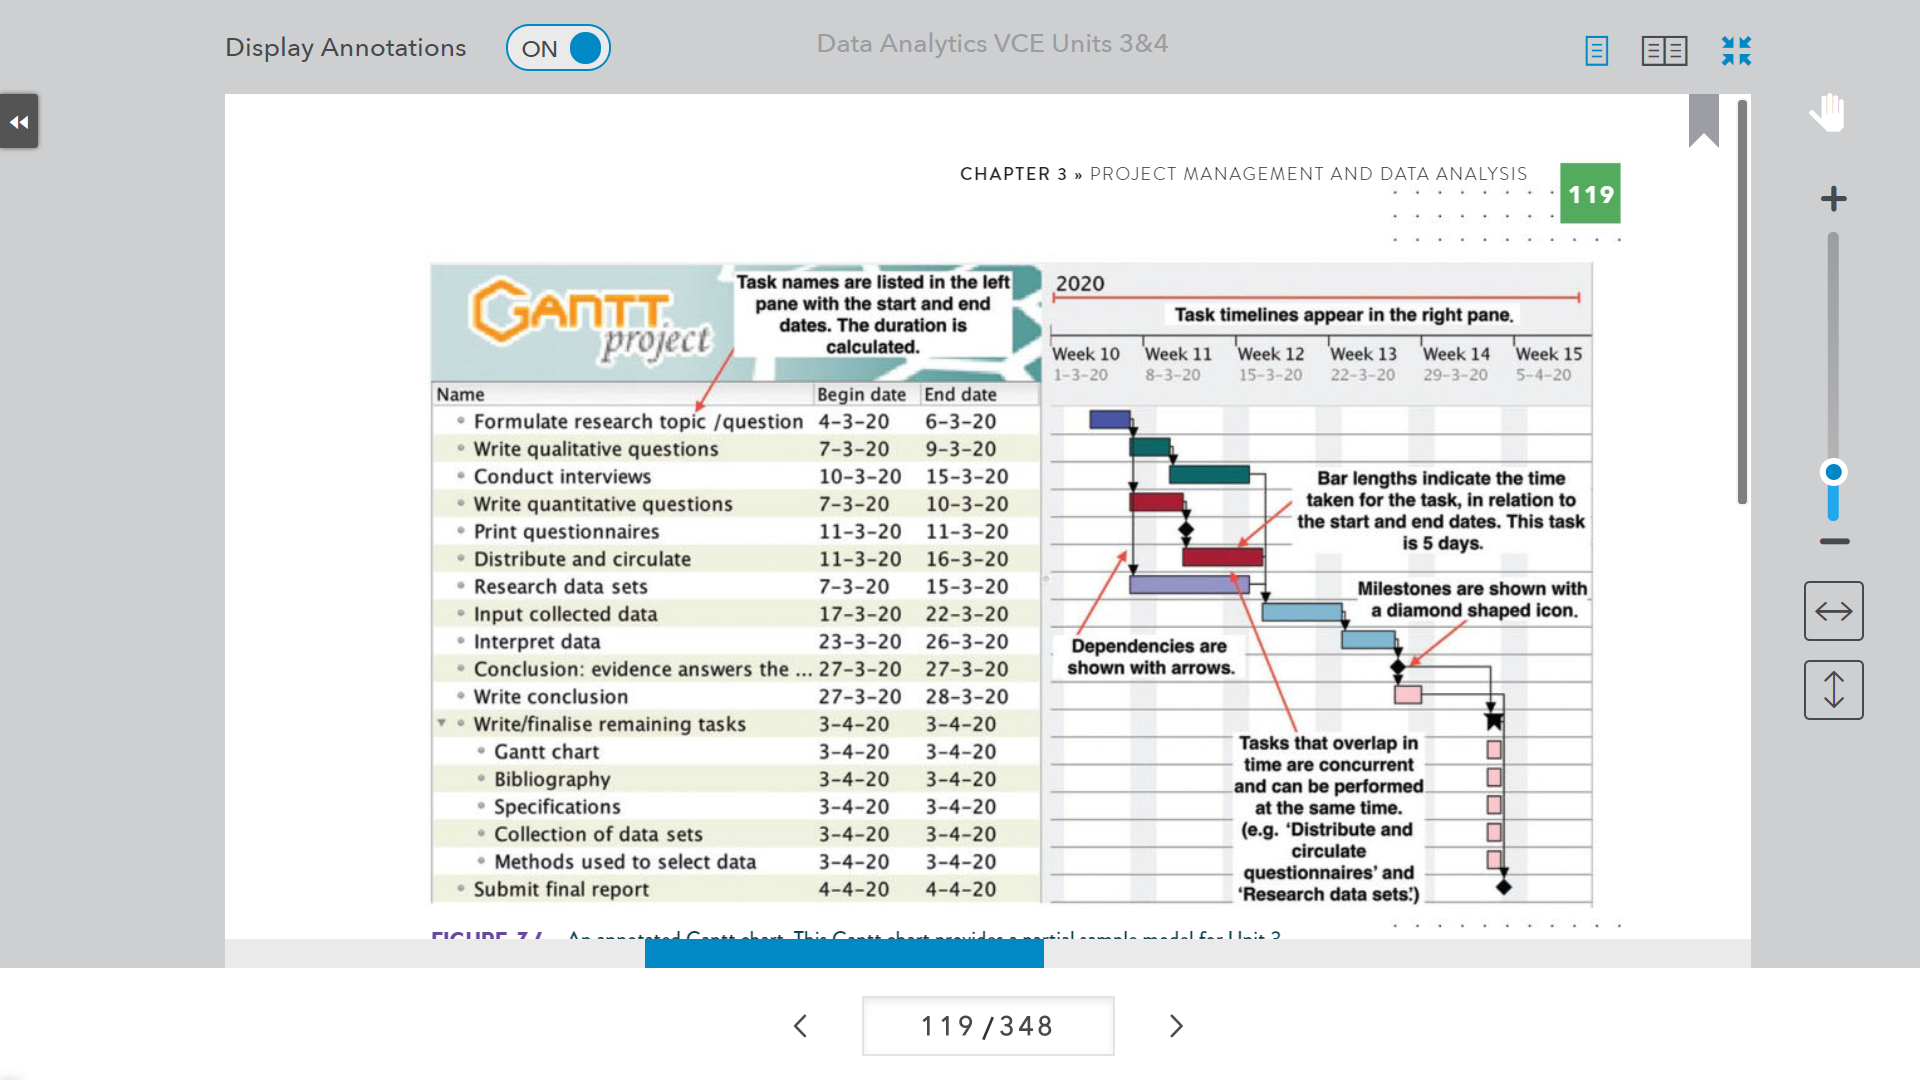 Display Annotations
ON
Data Analytics VCE Units 3&4
CHAPTER 3 » PROJECT MANAGEMENT AND DATA ANALYSIS
119
GANTT
project
Task names are listed in the left
pane with the start and end
dates. The duration is
calculated.
2020
Task timelines appear in the right pane.
Week 10 Week 11 Week 12 Week 13 Week 14 Week 15
1-3-20 8-3-20 15-3-20 22-3-20 29-3-20 5-4-20
Name Begin date End date
Formulate research topic /question 4-3-20 6-3-20
Write qualitative questions 7-3-20 9-3-20
Conduct interviews 10-3-20 15-3-20
Write quantitative questions 7-3-20 10-3-20
Print questionnaires 11-3-20 11-3-20
Distribute and circulate 11-3-20 16-3-20
Research data sets 7-3-20 15-3-20
Input collected data 17-3-20 22-3-20
Interpret data 23-3-20 26-3-20
Conclusion: evidence answers the ... 27-3-20 27-3-20
Write conclusion 27-3-20 28-3-20
Write/finalise remaining tasks 3-4-20 3-4-20
Gantt chart 3-4-20 3-4-20
Bibliography 3-4-20 3-4-20
Specifications 3-4-20 3-4-20
Collection of data sets 3-4-20 3-4-20
Methods used to select data 3-4-20 3-4-20
Submit final report 4-4-20 4-4-20
Bar lengths indicate the time
taken for the task, in relation to
the start and end dates. This task
is 5 days.
Milestones are shown with
a diamond shaped icon.
Dependencies are
shown with arrows.
Tasks that overlap in
time are concurrent
and can be performed
at the same time.
(e.g. ‘Distribute and
circulate
questionnaires’ and
‘Research data sets’.)
An annotated Gantt chart. This Gantt chart provides a partial sample model for Unit 3
119 / 348